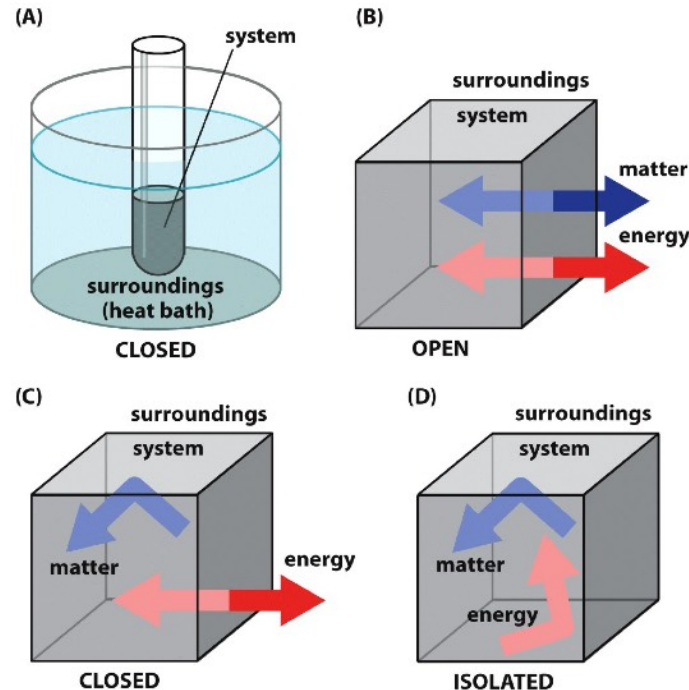 (A)
system
surroundings
(heat bath)
CLOSED
(B)
surroundings
system
matter
energy
OPEN
(C)
surroundings
system
matter
energy
CLOSED
(D)
surroundings
system
matter
energy
ISOLATED